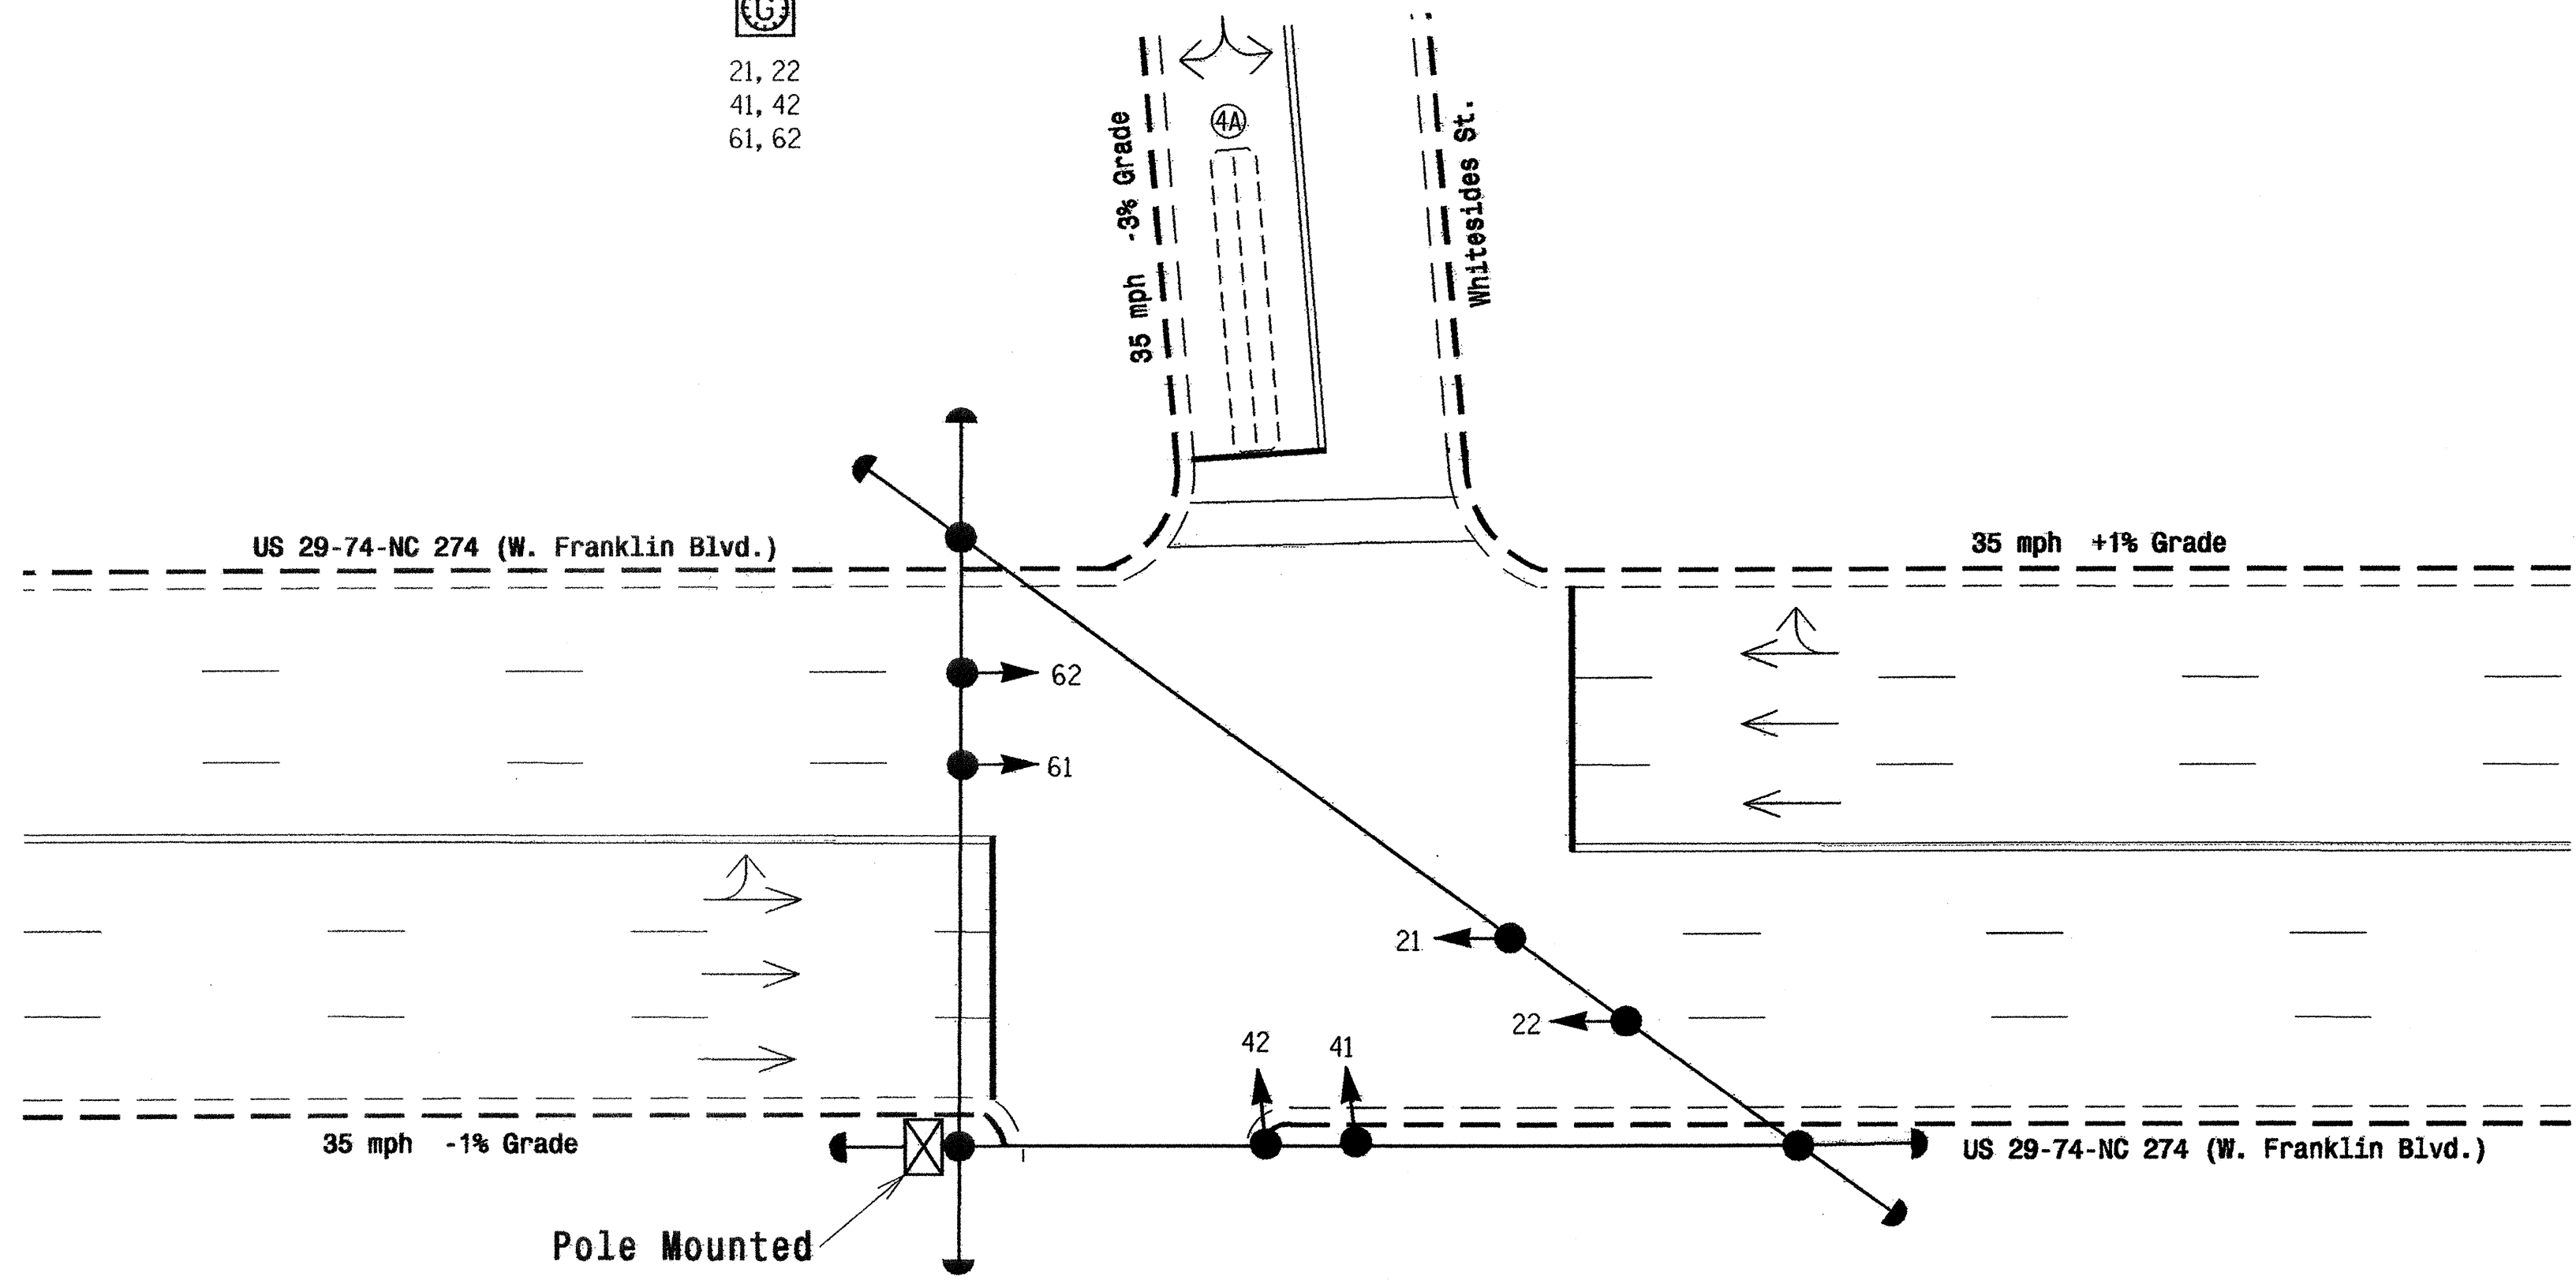 G
21, 22
41, 42
61, 62
4A
35 mph -3% Grade
Whitesides St.
US 29-74-NC 274 (W. Franklin Blvd.)
35 mph +1% Grade
62
61
21
22
42
41
35 mph -1% Grade
US 29-74-NC 274 (W. Franklin Blvd.)
Pole Mounted